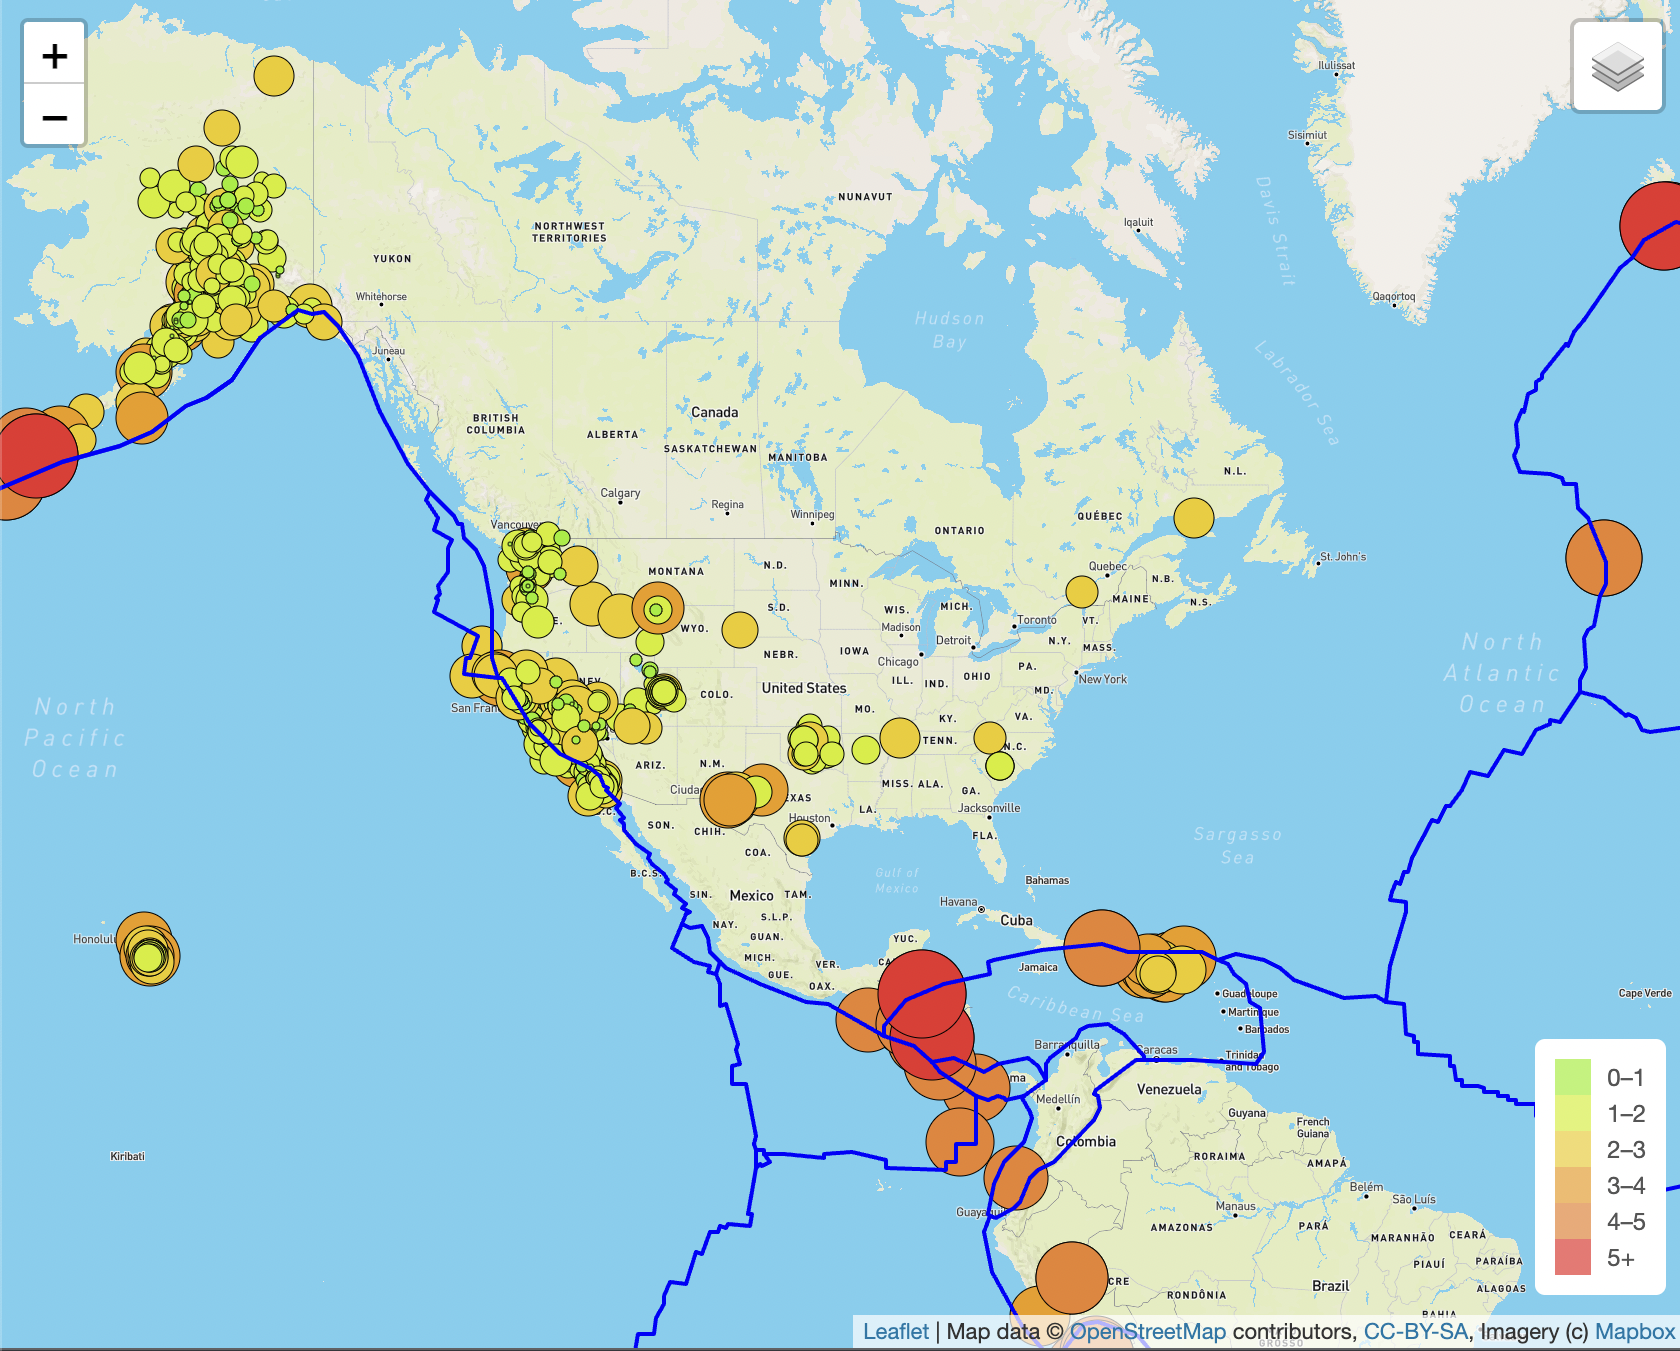 +
−
Ilulissat
Sisimiut
Davis Strait
NUNAVUT
Iqaluit
NORTHWEST
TERRITORIES
YUKON
Whitehorse
Qaqortoq
Hudson
Bay
Labrador Sea
Juneau
Canada
BRITISH
COLUMBIA
ALBERTA
SASKATCHEWAN
MANITOBA
N.L.
Calgary
Regina
Winnipeg
QUÉBEC
Vancouver
ONTARIO
St. John's
MONTANA
N.D.
Quebec
MINN.
N.B.
MAINE
N.S.
S.D.
WIS.
MICH.
Madison
Toronto
VT.
WYO.
Detroit
N.Y.
MASS.
NEBR.
IOWA
Chicago
PA.
ILL.
IND.
OHIO
New York
COLO.
United States
MD.
North
Atlantic
Ocean
San Fran
MO.
KY.
VA.
North
Pacific
Ocean
TENN.
N.C.
ARIZ.
N.M.
MISS.
ALA.
GA.
Ciuda
EXAS
LA.
Jacksonville
Houston
SON.
CHIH.
FLA.
Sargasso
Sea
COA.
B.C.S.
Gulf of
Mexico
Bahamas
SIN.
Mexico
TAM.
Havana
Cuba
S.L.P.
NAY.
GUAN.
YUC.
Honolulu
MICH.
VER.
GUE.
OAX.
Jamaica
Caribbean Sea
Guadeloupe
Cape Verde
Martinique
Barbados
Barranquilla
Caracas
Trinidad
and Tobago
ma
Medellín
Venezuela
Guyana
French
Guiana
Colombia
Kiribati
RORAIMA
AMAPÁ
Belém
São Luís
Manaus
Guayaquil
AMAZONAS
PARÁ
MARANHÃO
CEARÁ
PIAUÍ
PARAÍBA
CRE
RONDÔNIA
Brazil
ALAGOAS
BAHIA
GROSSO
0–1
1–2
2–3
3–4
4–5
5+
Leaflet | Map data © OpenStreetMap contributors, CC-BY-SA, Imagery (c) Mapbox